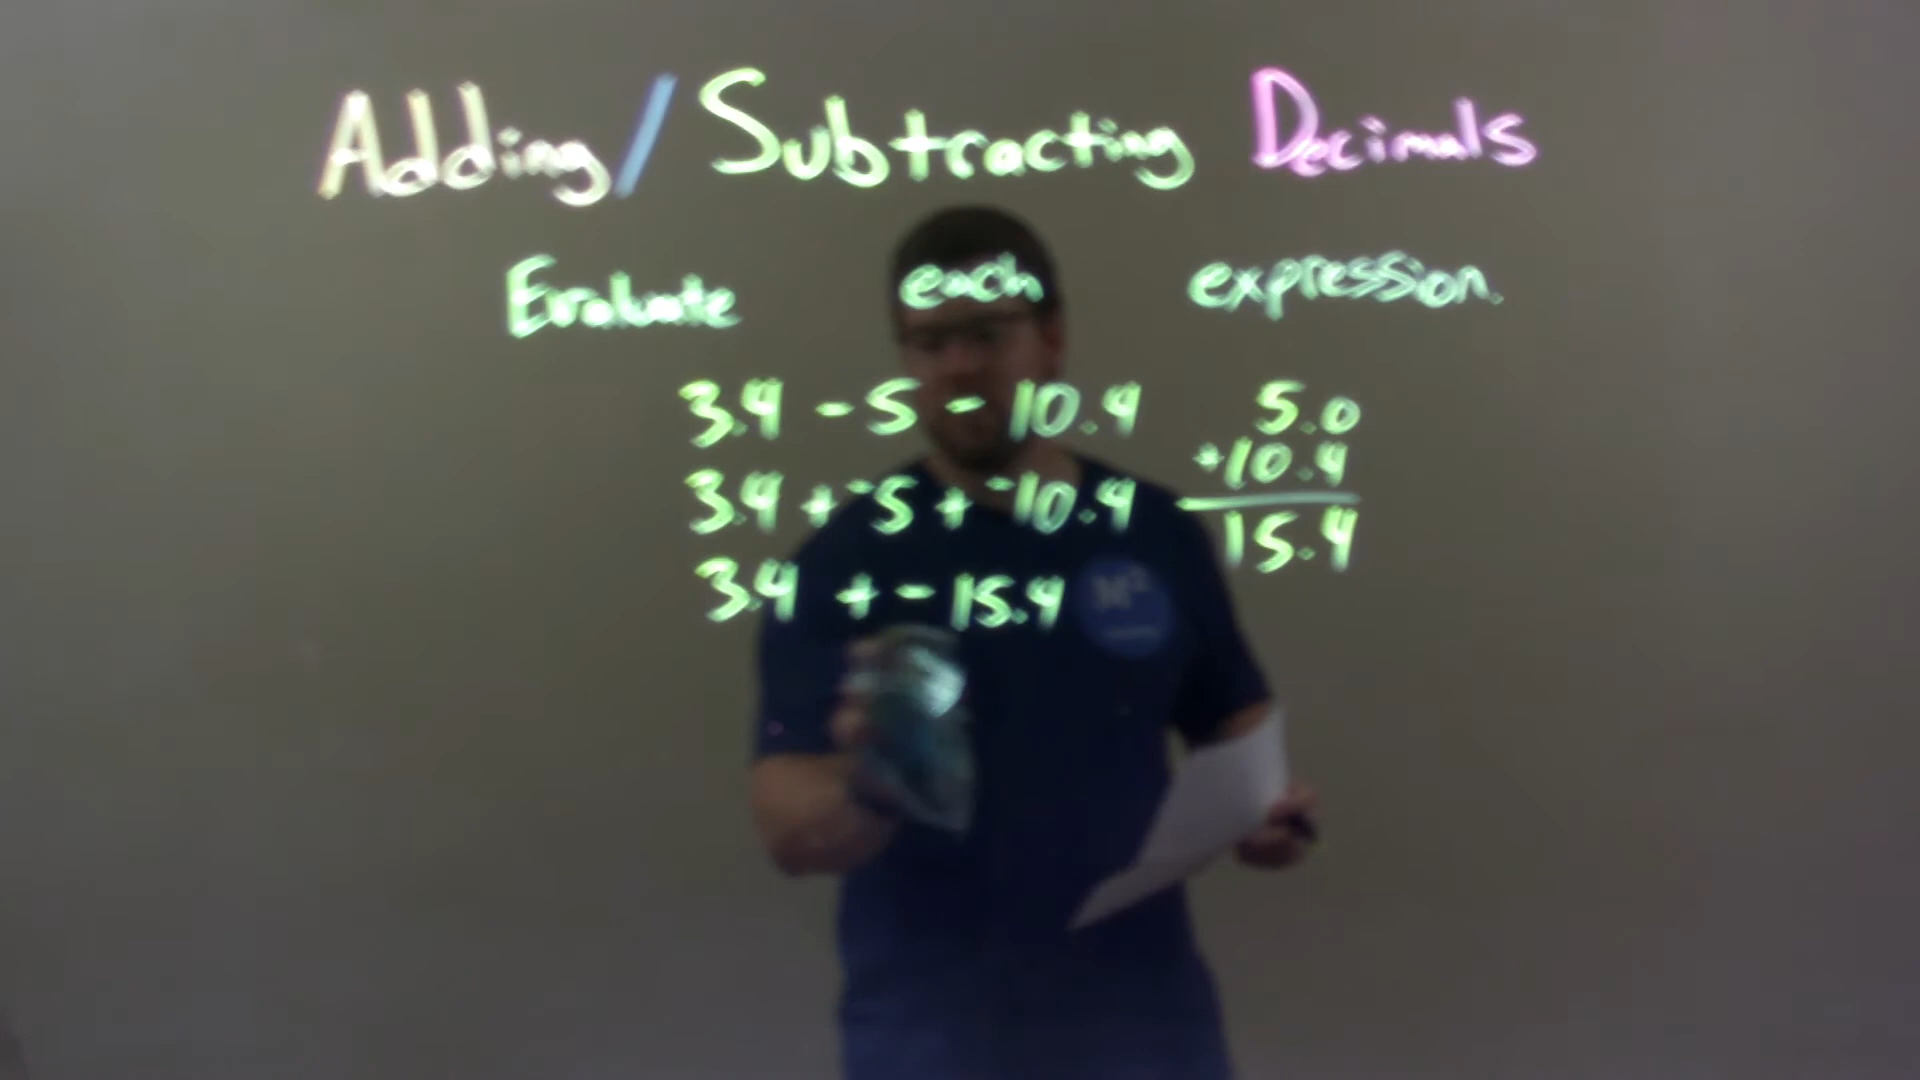 Adding/Subtracting Decimals
Evaluate each expression.
3.4 - 5 - 10.4
3.4 + -5 + -10.4
3.4 + - 15.4
5.0
+10.4
15.4